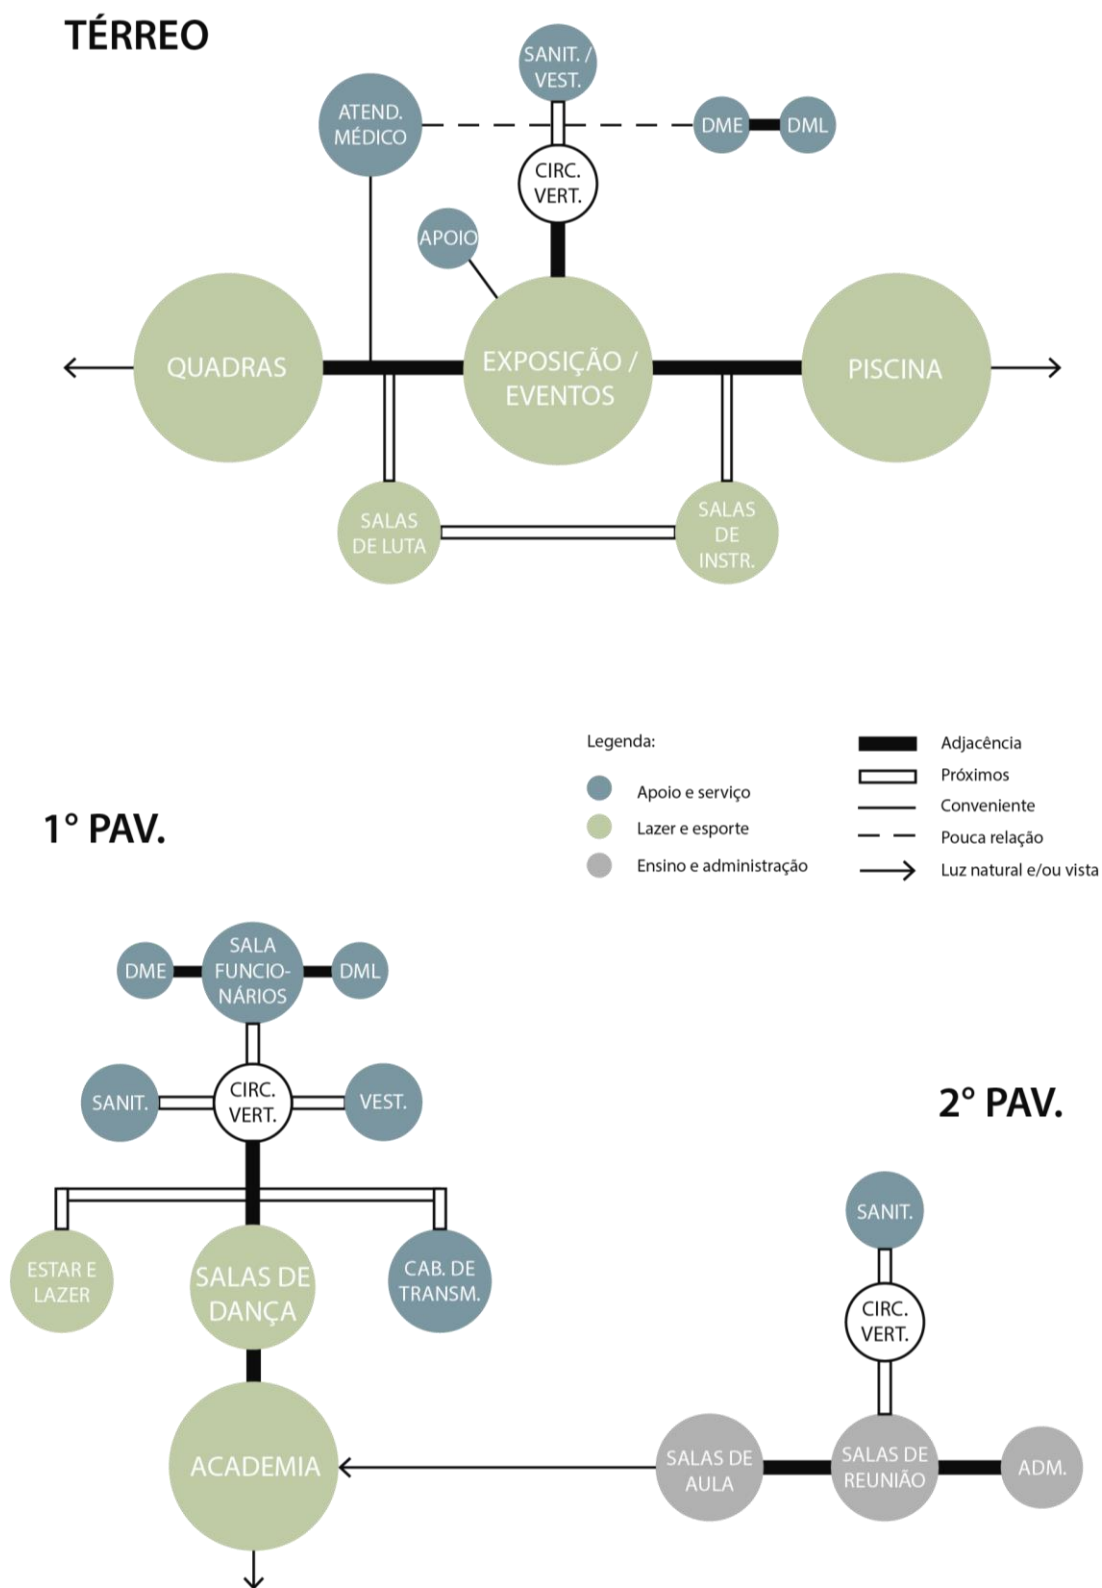 TÉRREO
SANIT. /
VEST.
ATEND.
MÉDICO
DME
DML
CIRC.
VERT.
APOIO
QUADRAS
EXPOSIÇÃO /
EVENTOS
PISCINA
SALAS
DE LUTA
SALAS
DE
INSTR.
Legenda:
Apoio e serviço
Lazer e esporte
Ensino e administração
Adjacência
Próximos
Conveniente
Pouca relação
Luz natural e/ou vista
1° PAV.
SALA
FUNCIO-
NÁRIOS
DME
DML
SANIT.
CIRC.
VERT.
VEST.
ESTAR E
LAZER
SALAS DE
DANÇA
CAB. DE
TRANSM.
ACADEMIA
2° PAV.
SANIT.
CIRC.
VERT.
SALAS DE
AULA
SALAS DE
REUNIÃO
ADM.